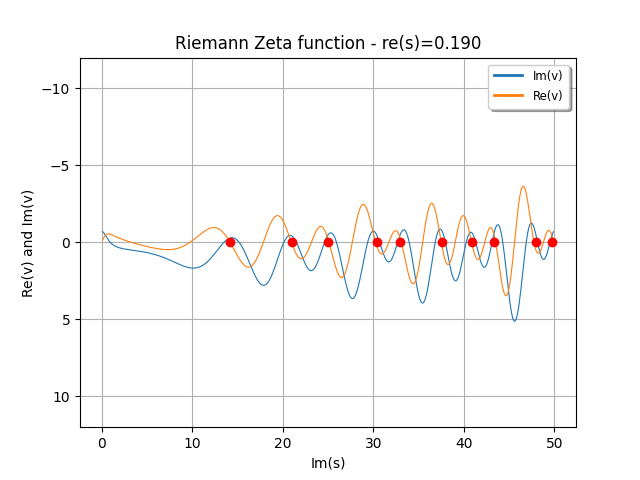 Riemann Zeta function - re(s)=0.190
Im(v)
Re(v)
Re(v) and Im(v)
−10
−5
0
5
10
0 10 20 30 40 50
Im(s)